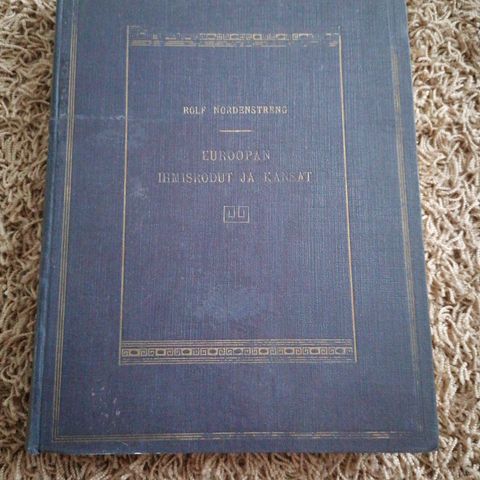 ROLF NORDENSTRENG
EUROOPAN
IHMISRODUT JA KANSAT